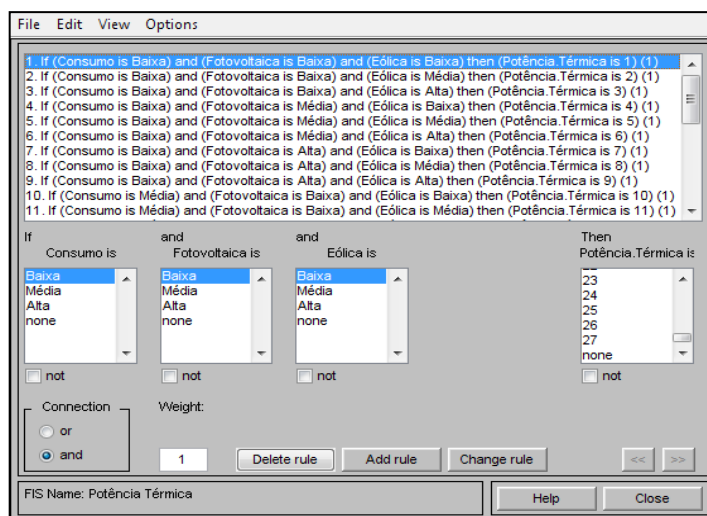 File Edit View Options
1. If (Consumo is Baixa) and (Fotovoltaica is Baixa) and (Eólica is Baixa) then (Potência.Térmica is 1) (1)
2. If (Consumo is Baixa) and (Fotovoltaica is Baixa) and (Eólica is Média) then (Potência.Térmica is 2) (1)
3. If (Consumo is Baixa) and (Fotovoltaica is Baixa) and (Eólica is Alta) then (Potência.Térmica is 3) (1)
4. If (Consumo is Baixa) and (Fotovoltaica is Média) and (Eólica is Baixa) then (Potência.Térmica is 4) (1)
5. If (Consumo is Baixa) and (Fotovoltaica is Média) and (Eólica is Média) then (Potência.Térmica is 5) (1)
6. If (Consumo is Baixa) and (Fotovoltaica is Média) and (Eólica is Alta) then (Potência.Térmica is 6) (1)
7. If (Consumo is Baixa) and (Fotovoltaica is Alta) and (Eólica is Baixa) then (Potência.Térmica is 7) (1)
8. If (Consumo is Baixa) and (Fotovoltaica is Alta) and (Eólica is Média) then (Potência.Térmica is 8) (1)
9. If (Consumo is Baixa) and (Fotovoltaica is Alta) and (Eólica is Alta) then (Potência.Térmica is 9) (1)
10. If (Consumo is Média) and (Fotovoltaica is Baixa) and (Eólica is Baixa) then (Potência.Térmica is 10) (1)
11. If (Consumo is Média) and (Fotovoltaica is Baixa) and (Eólica is Média) then (Potência.Térmica is 11) (1)
If and and Then
Consumo is Fotovoltaica is Eólica is Potência.Térmica is
Baixa
Média
Alta
none
not
Baixa
Média
Alta
none
not
Baixa
Média
Alta
none
not
23
24
25
26
27
none
not
Connection
or
and
Weight:
1
Delete rule Add rule Change rule << >>
FIS Name: Potência Térmica
Help Close